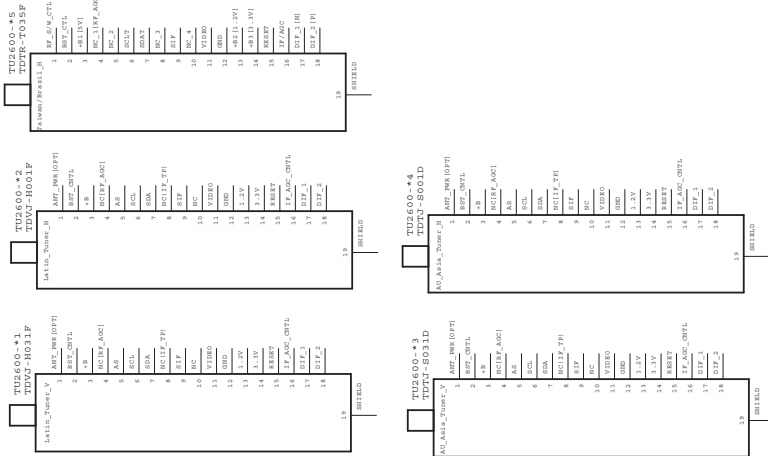 TU2600-*5
TDTR-T035F
RF_S/W_CTL
BST_CTL
+B1[5V]
NC_1[RF_AGC]
NC_2
SCLT
SDAT
NC_3
SIF
NC_4
VIDEO
GND
+B2[1.2V]
+B3[3.3V]
RESET
IF/AGC
DIF_1[N]
DIF_2[P]
1
2
3
4
5
6
7
8
9
10
11
12
13
14
15
16
17
18
19
SHIELD
Taiwan/Brazil_H
TU2600-*2
TDVJ-H001F
ANT_PWR[OPT]
BST_CNTL
+B
NC[RF_AGC]
AS
SCL
SDA
NC(IF_TP)
SIF
NC
VIDEO
GND
1.2V
3.3V
RESET
IF_AGC_CNTL
DIF_1
DIF_2
1
2
3
4
5
6
7
8
9
10
11
12
13
14
15
16
17
18
19
SHIELD
Latin_Tuner_H
TU2600-*4
TDTJ-S001D
ANT_PWR[OPT]
BST_CNTL
+B
NC[RF_AGC]
AS
SCL
SDA
NC(IF_TP)
SIF
NC
VIDEO
GND
1.2V
3.3V
RESET
IF_AGC_CNTL
DIF_1
DIF_2
1
2
3
4
5
6
7
8
9
10
11
12
13
14
15
16
17
18
19
SHIELD
AU_Asia_Tuner_H
TU2600-*1
TDVJ-H031F
ANT_PWR[OPT]
BST_CNTL
+B
NC[RF_AGC]
AS
SCL
SDA
NC(IF_TP)
SIF
NC
VIDEO
GND
1.2V
3.3V
RESET
IF_AGC_CNTL
DIF_1
DIF_2
1
2
3
4
5
6
7
8
9
10
11
12
13
14
15
16
17
18
19
SHIELD
Latin_Tuner_V
TU2600-*3
TDTJ-S031D
ANT_PWR[OPT]
BST_CNTL
+B
NC[RF_AGC]
AS
SCL
SDA
NC(IF_TP)
SIF
NC
VIDEO
GND
1.2V
3.3V
RESET
IF_AGC_CNTL
DIF_1
DIF_2
1
2
3
4
5
6
7
8
9
10
11
12
13
14
15
16
17
18
19
SHIELD
AU_Asia_Tuner_V